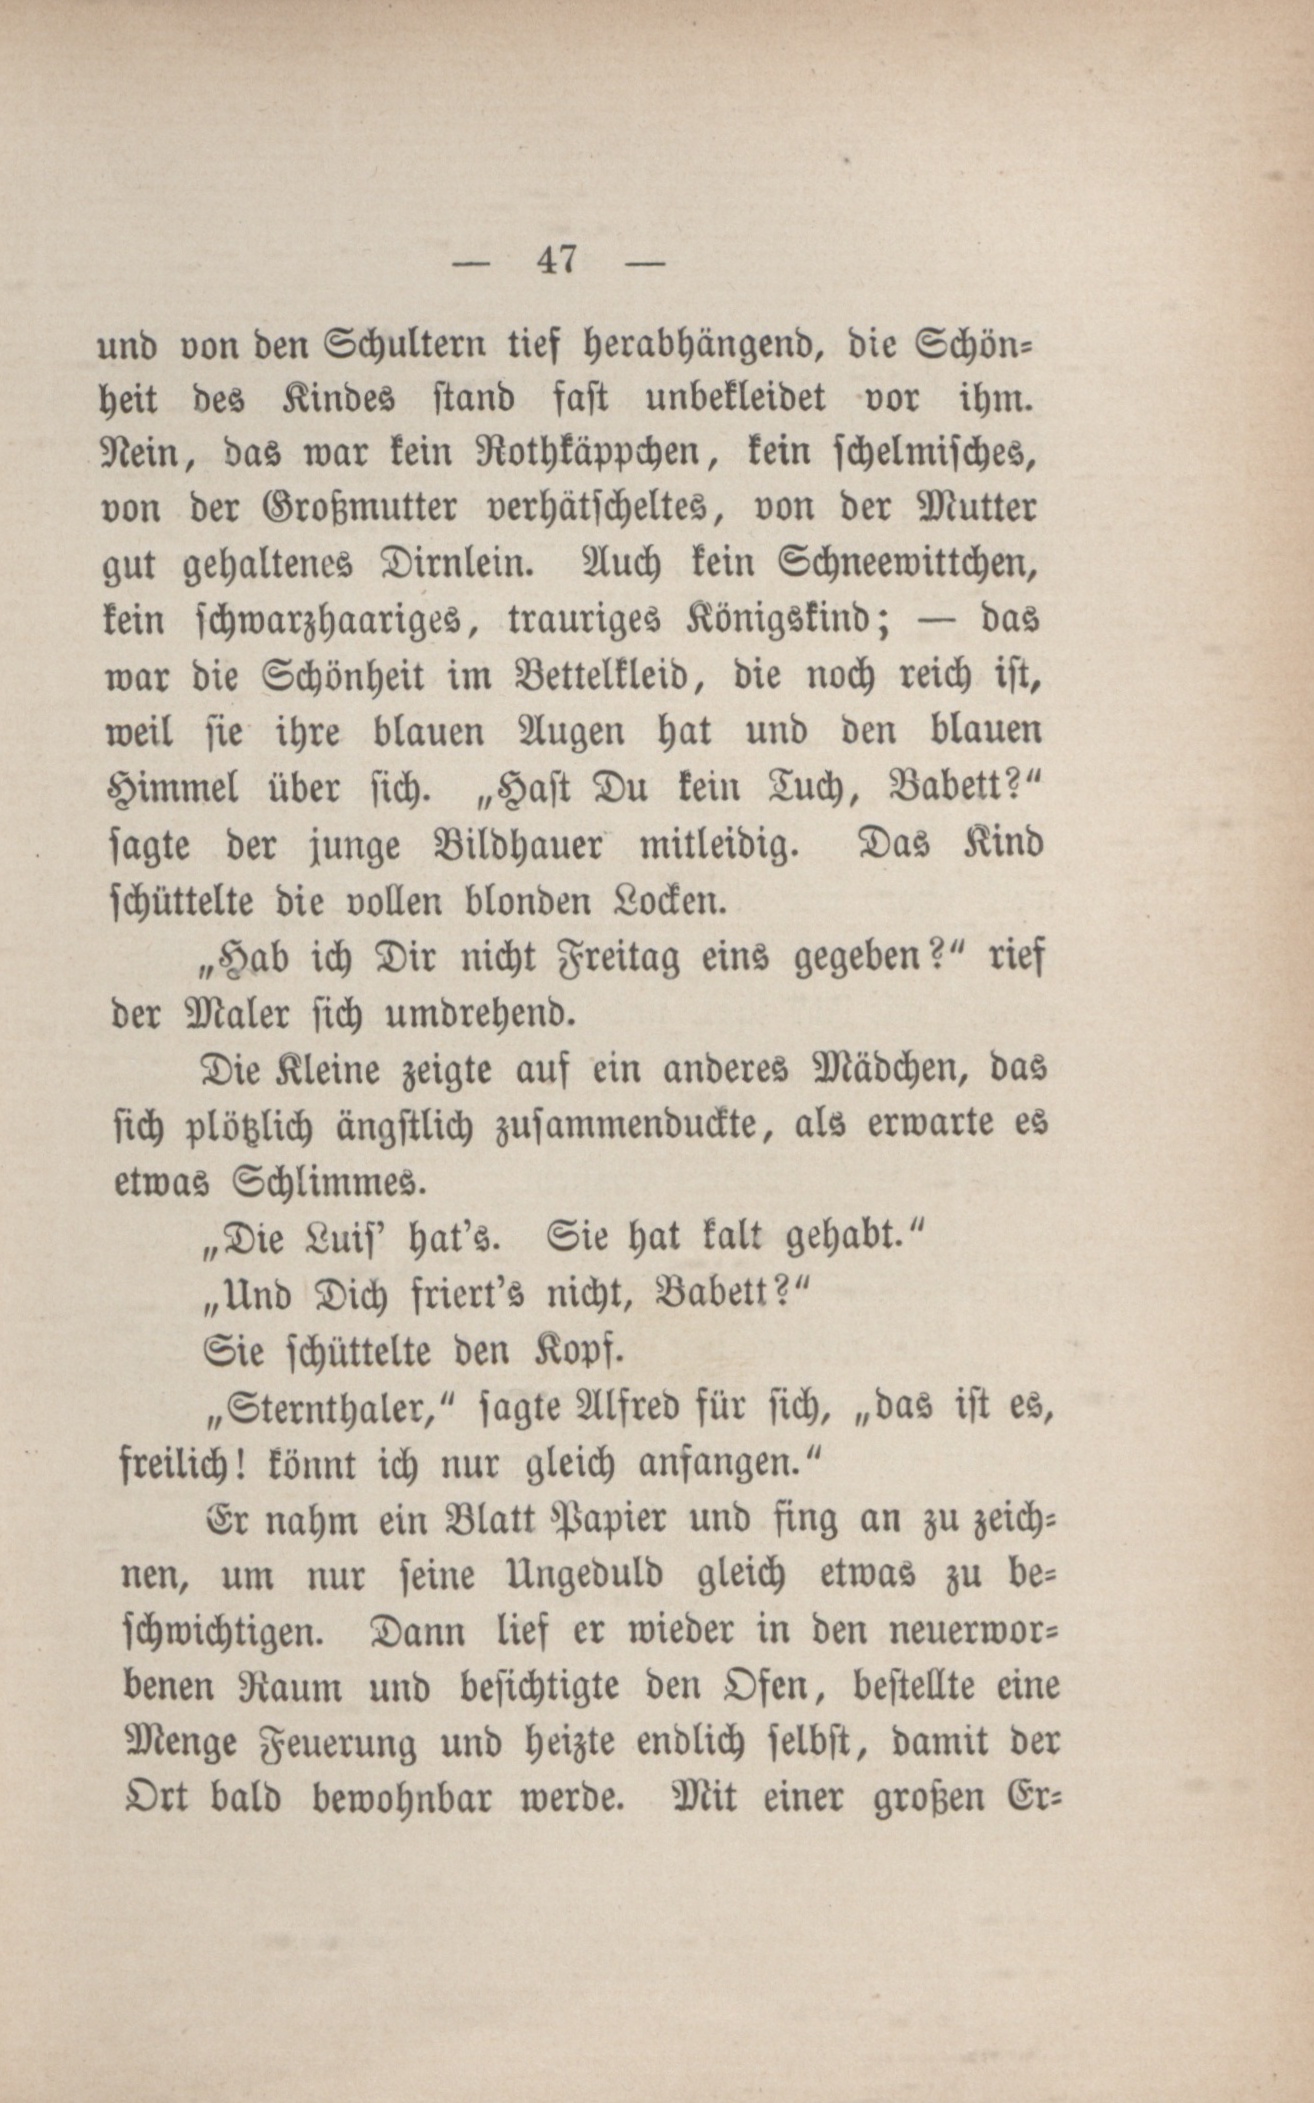 — 47 —
und von den Schultern tief herabhängend, die Schön-
heit des Kindes stand fast unbekleidet vor ihm.
Nein, das war kein Rothkäppchen, kein schelmisches,
von der Großmutter verhätscheltes, von der Mutter
gut gehaltenes Dirnlein. Auch kein Schneewittchen,
kein schwarzhaariges, trauriges Königskind; — das
war die Schönheit im Bettelkleid, die noch reich ist,
weil sie ihre blauen Augen hat und den blauen
Himmel über sich. „Hast Du kein Tuch, Babett?“
sagte der junge Bildhauer mitleidig. Das Kind
schüttelte die vollen blonden Locken.
„Hab ich Dir nicht Freitag eins gegeben?“ rief
der Maler sich umdrehend.
Die Kleine zeigte auf ein anderes Mädchen, das
sich plötzlich ängstlich zusammenduckte, als erwarte es
etwas Schlimmes.
„Die Luis’ hat’s. Sie hat kalt gehabt.“
„Und Dich friert’s nicht, Babett?“
Sie schüttelte den Kopf.
„Sternthaler,“ sagte Alfred für sich, „das ist es,
freilich! könnt ich nur gleich anfangen.“
Er nahm ein Blatt Papier und fing an zu zeich-
nen, um nur seine Ungeduld gleich etwas zu be-
schwichtigen. Dann lief er wieder in den neuerwor-
benen Raum und besichtigte den Ofen, bestellte eine
Menge Feuerung und heizte endlich selbst, damit der
Ort bald bewohnbar werde. Mit einer großen Er-